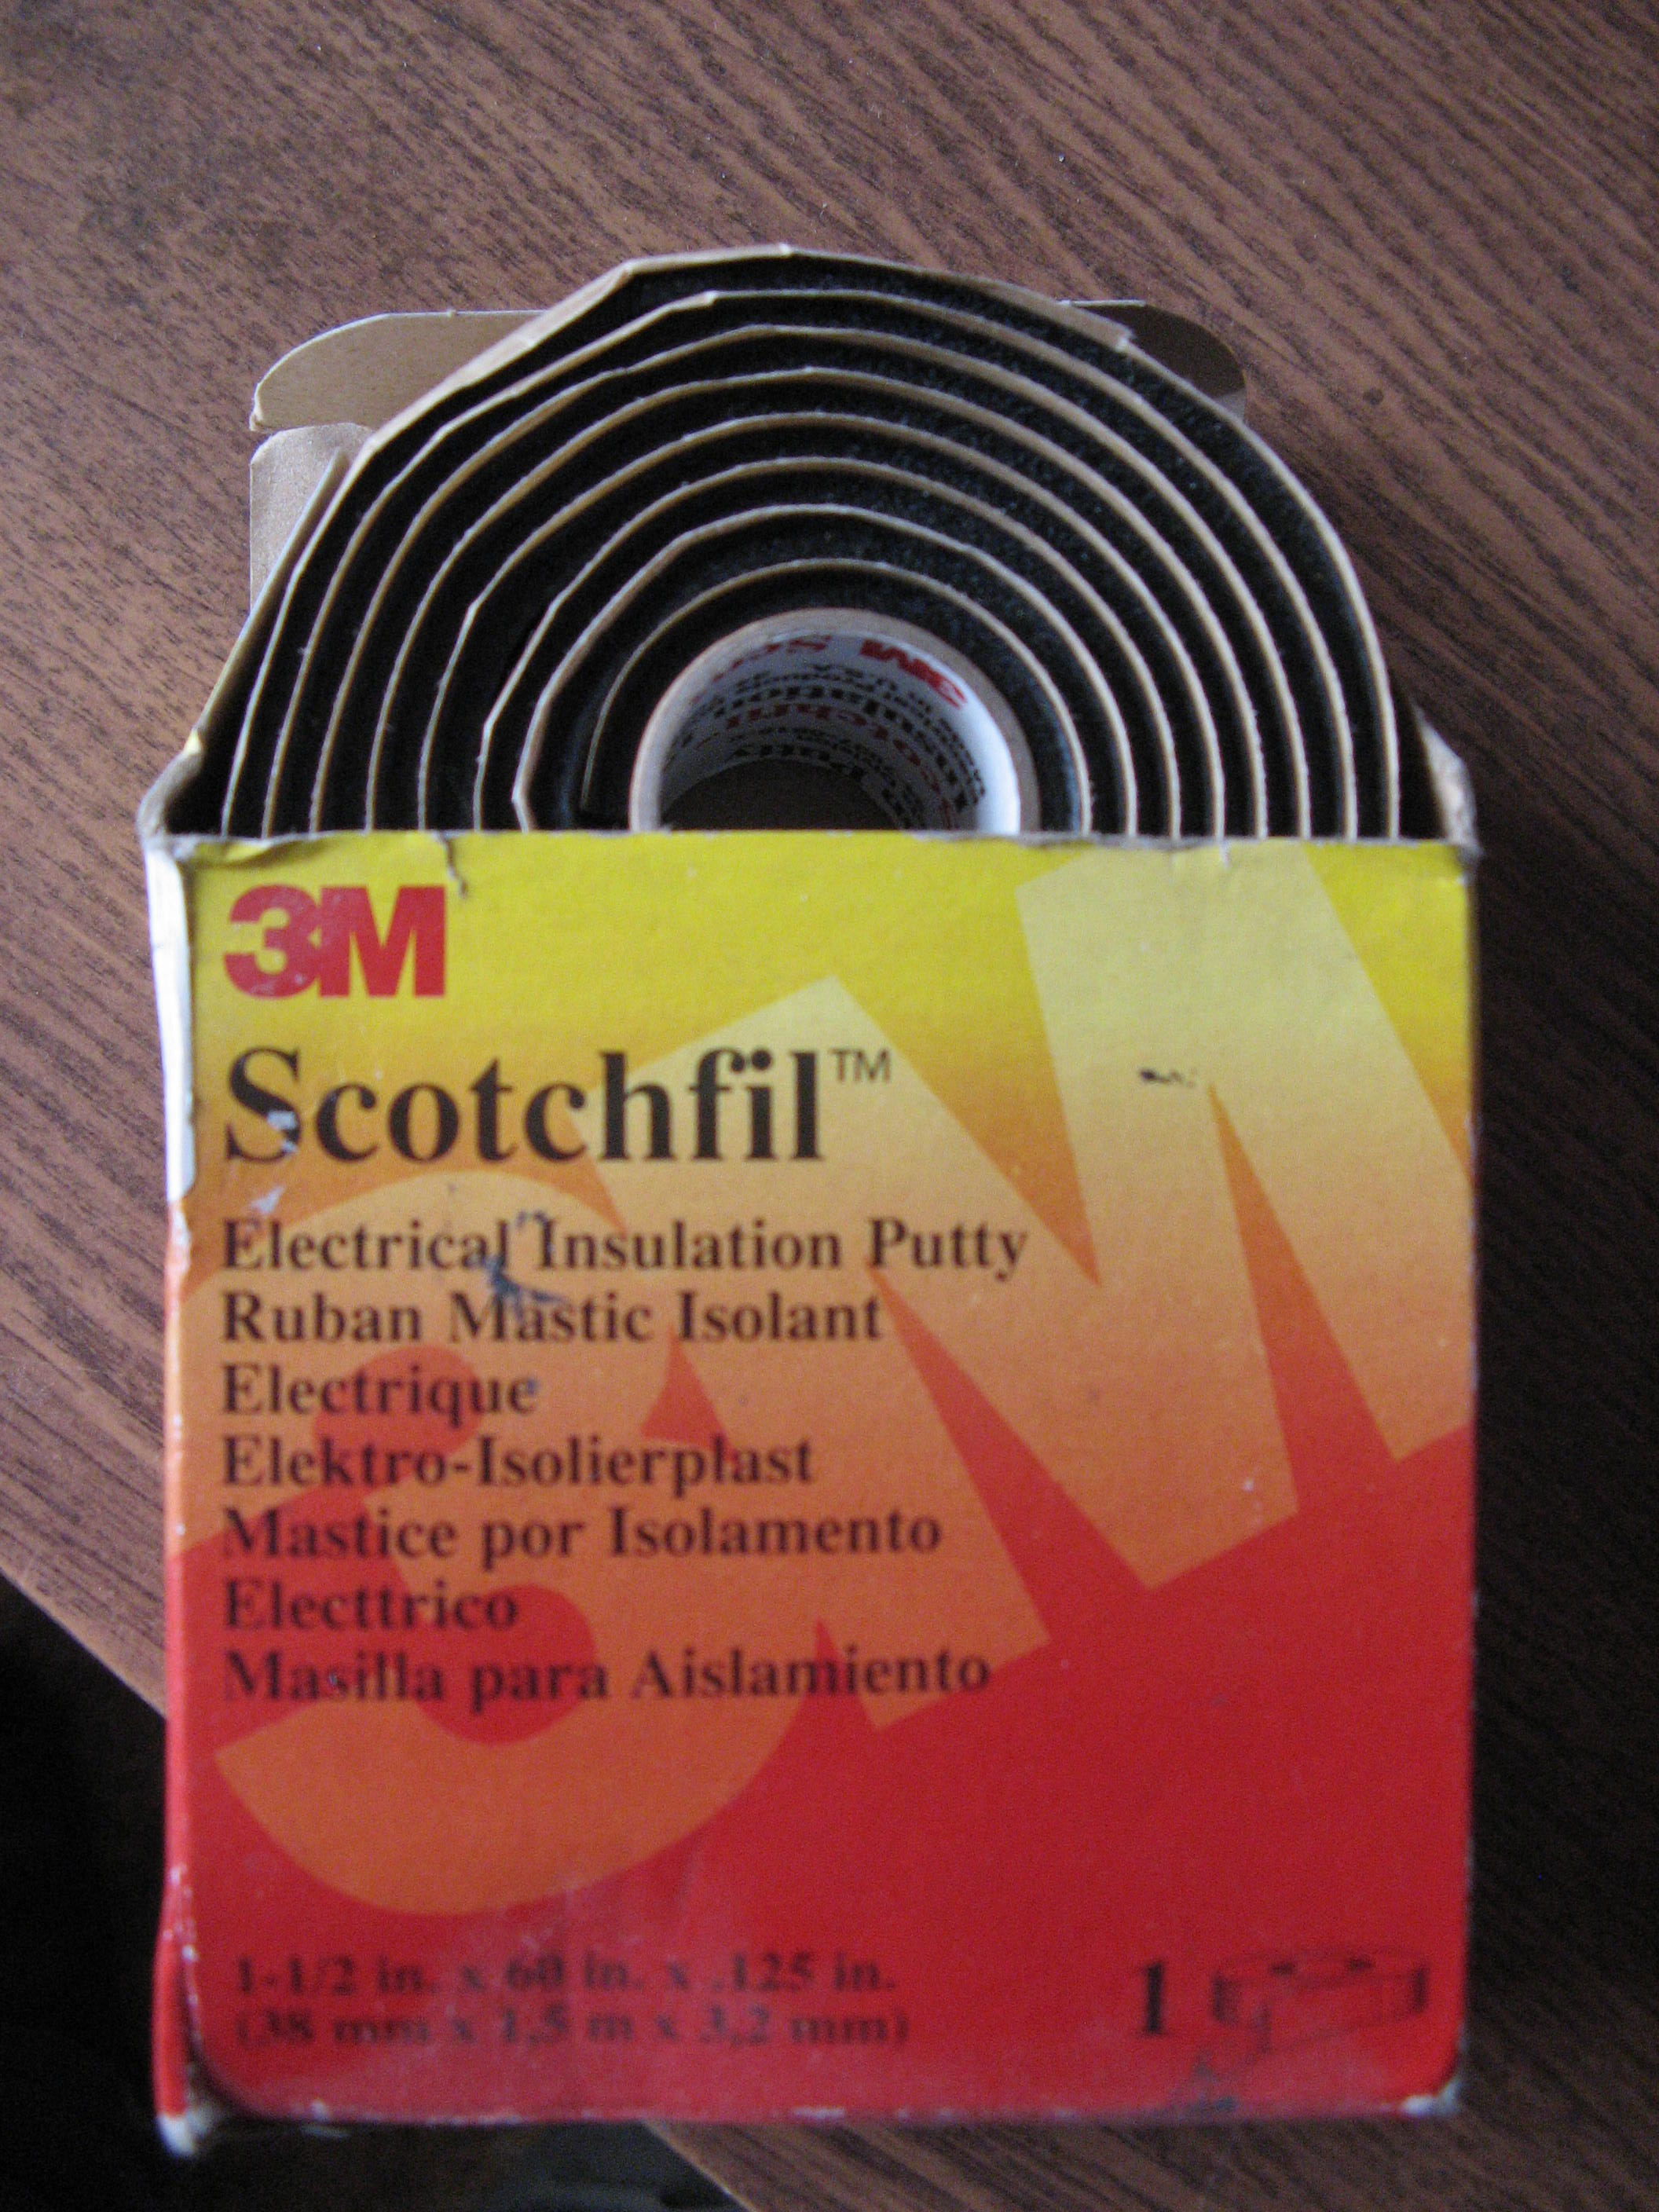 3M
Scotchfil™
Electrical Insulation Putty
Ruban Mastic Isolant
Electrique
Elektro-Isolierplast
Mastice por Isolamento
Electtrico
Masilla para Aislamiento
1-1/2 in. x 60 in. x .125 in.
(38 mm x 1,5 m x 3,2 mm)
1